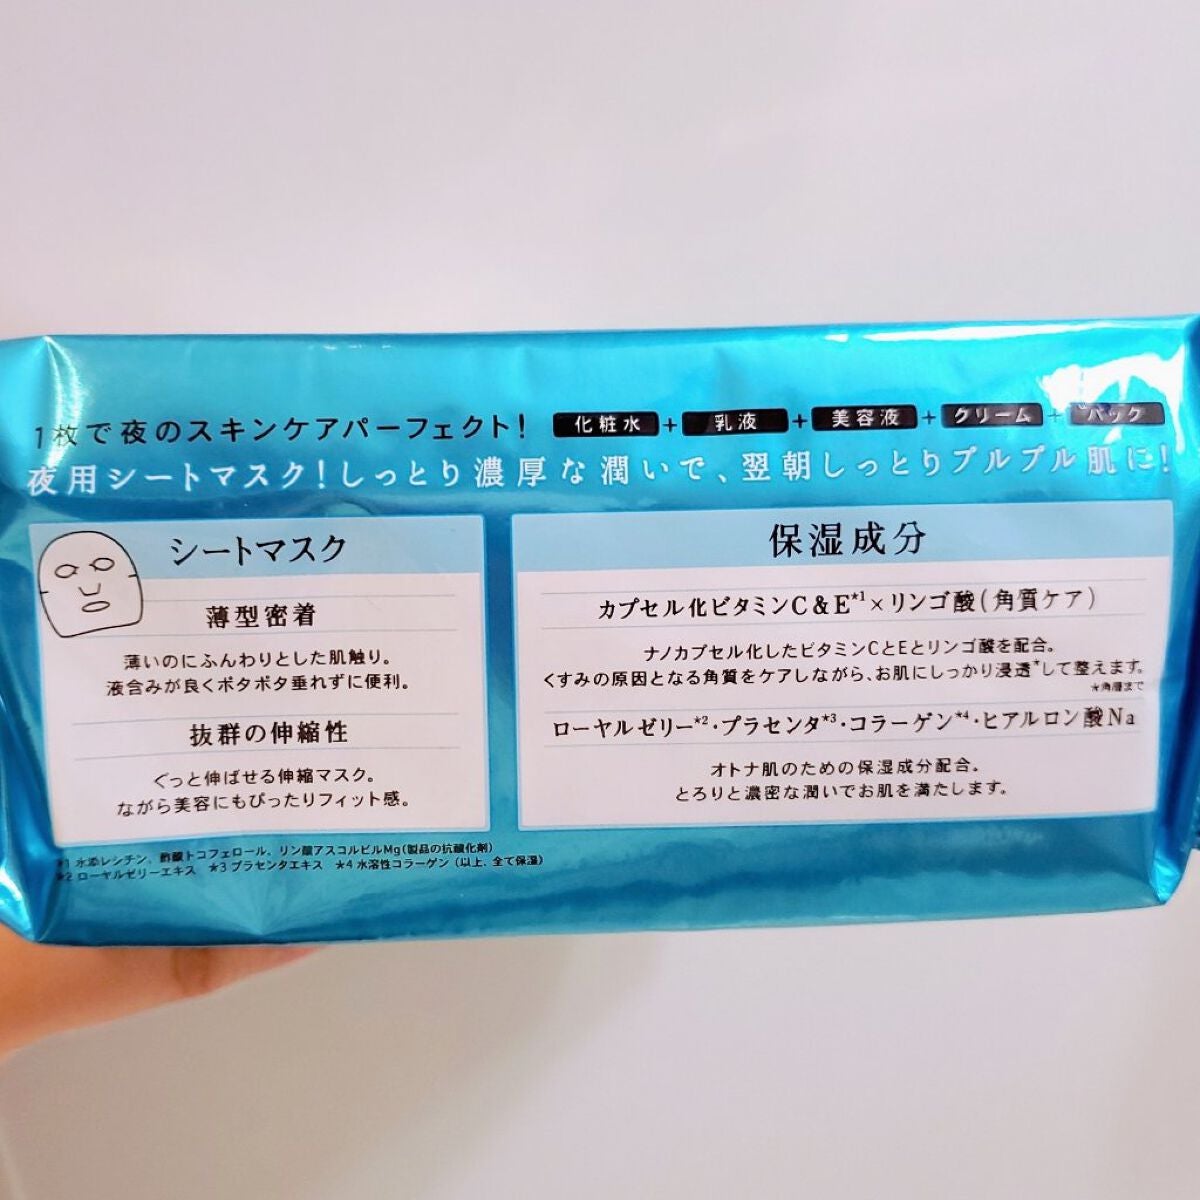 1枚で夜のスキンケアパーフェクト! 化粧水 + 乳液 + 美容液 + クリーム + パック
夜用シートマスク!しっとり濃厚な潤いで、翌朝しっとりプルプル肌に!
シートマスク
薄型密着
薄いのにふんわりとした肌触り。
液含みが良くボタボタ垂れずに便利。
抜群の伸縮性
ぐっと伸ばせる伸縮マスク。
ながら美容にもぴったりフィット感。
保湿成分
カプセル化ビタミンC&E*1×リンゴ酸(角質ケア)
ナノカプセル化したビタミンCとEとリンゴ酸を配合。
くすみの原因となる角質をケアしながら、お肌にしっかり浸透*して整えます。
*角層まで
ローヤルゼリー*2・プラセンタ*3・コラーゲン*4・ヒアルロン酸Na
オトナ肌のための保湿成分配合。
とろりと濃密な潤いでお肌を満たします。
*1 水添レシチン、酢酸トコフェロール、リン酸アスコルビルMg(製品の抗酸化剤)
*2 ローヤルゼリーエキス *3 プラセンタエキス *4 水溶性コラーゲン (以上、全て保湿)